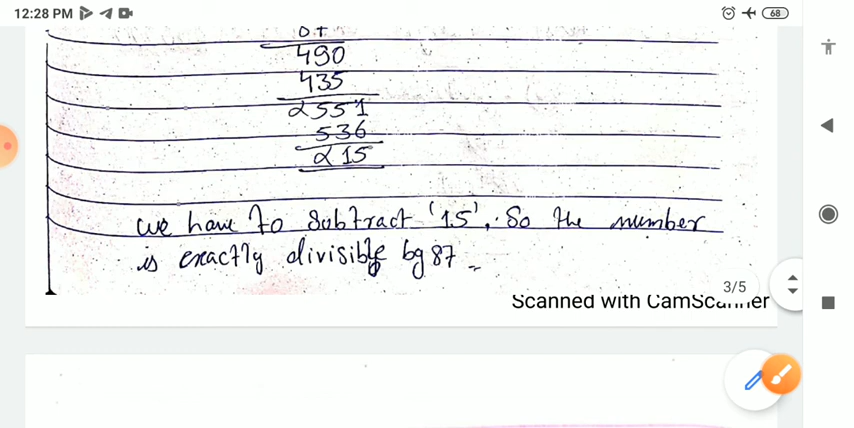 12:28 PM
68
490
435
2551
536
215
we have to subtract '15'. So the number
is exactly divisible by 87
3/5
Scanned with CamScanner